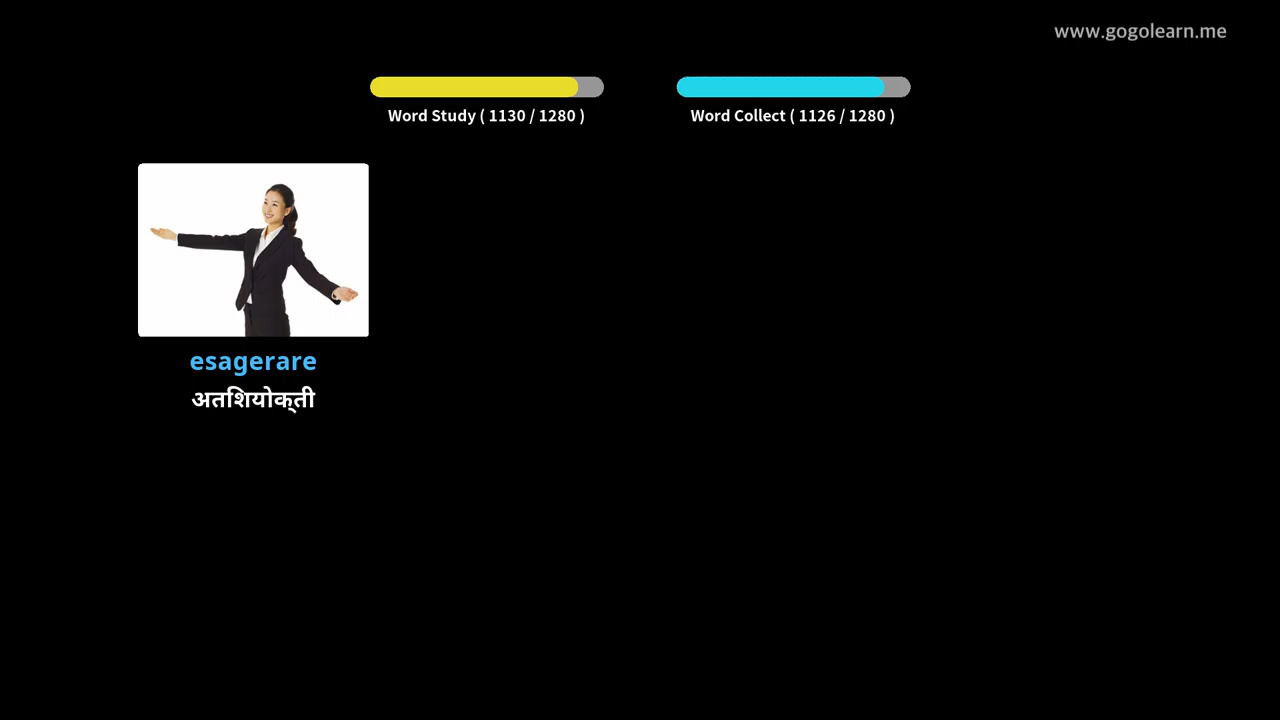 www.gogolearn.me
Word Study ( 1130 / 1280 )
Word Collect ( 1126 / 1280 )
esagerare
अतशियोक्ती